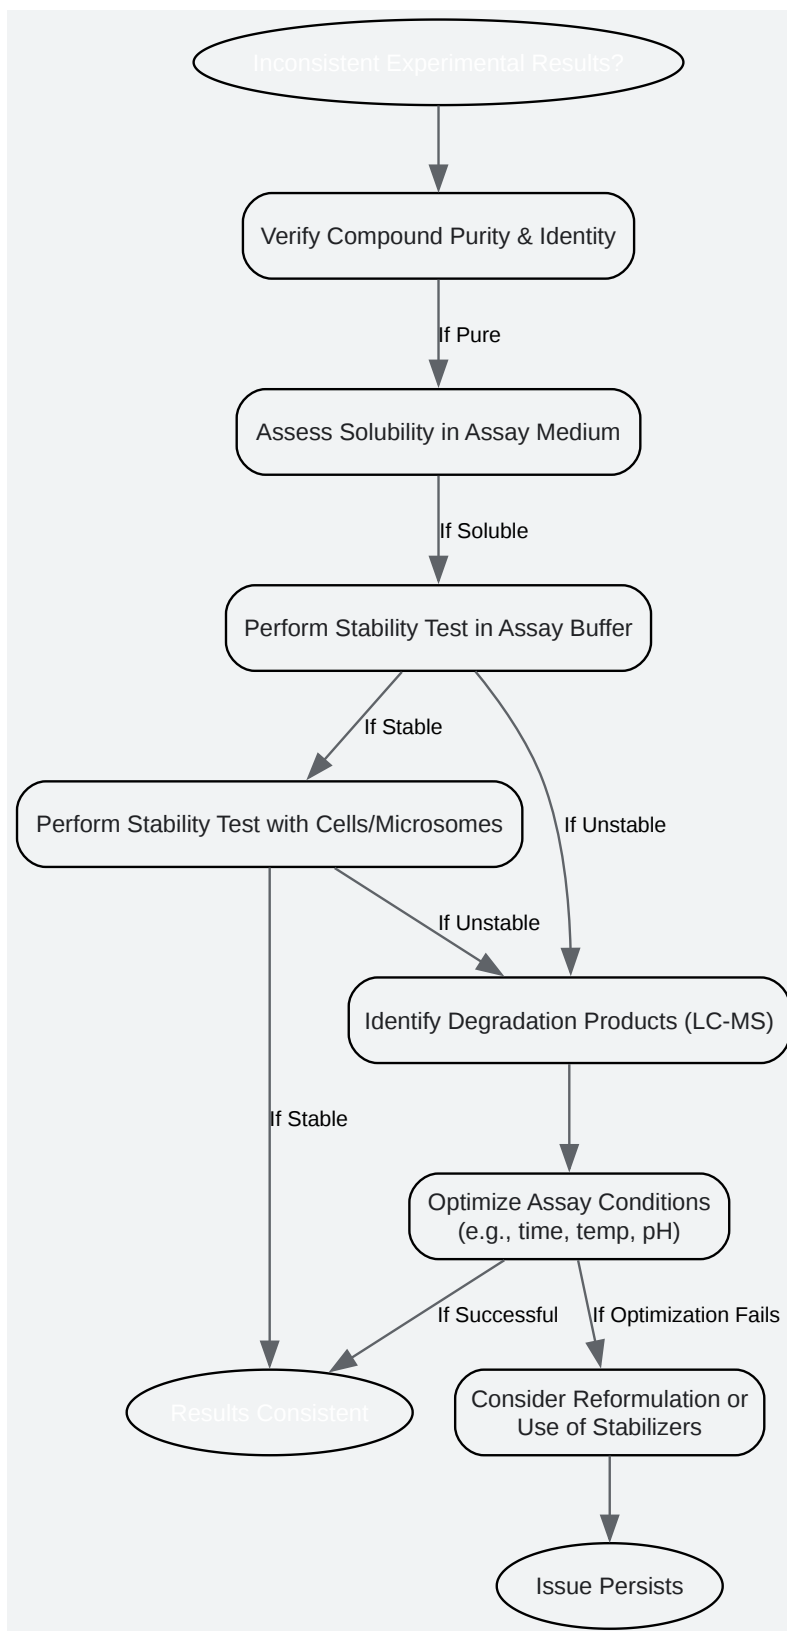 Inconsistent Experimental Results?
Verify Compound Purity & Identity
If Pure
Assess Solubility in Assay Medium
If Soluble
Perform Stability Test in Assay Buffer
If Stable
Perform Stability Test with Cells/Microsomes
If Unstable
If Unstable
Identify Degradation Products (LC-MS)
If Stable
Optimize Assay Conditions
(e.g., time, temp, pH)
If Successful
If Optimization Fails
Results Consistent
Consider Reformulation or
Use of Stabilizers
Issue Persists